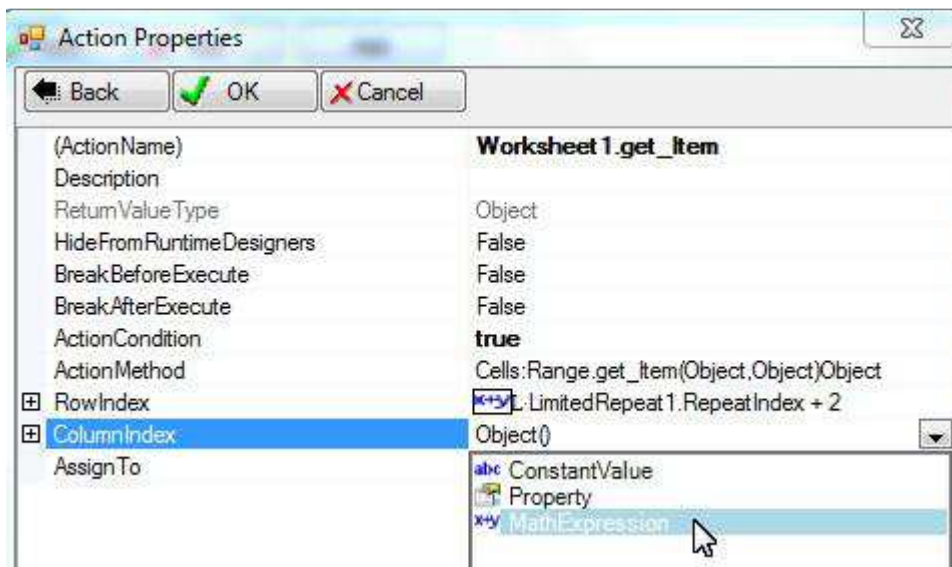 Action Properties
Back OK Cancel
(ActionName) Worksheet1.get_Item
Description
ReturnValueType Object
HideFromRuntimeDesigners False
BreakBeforeExecute False
BreakAfterExecute False
ActionCondition true
ActionMethod Cells:Range.get_Item(Object,Object)Object
RowIndex x+y L·LimitedRepeat1.RepeatIndex + 2
ColumnIndex Object()
AssignTo
abc ConstantValue
Property
x+y MathExpression